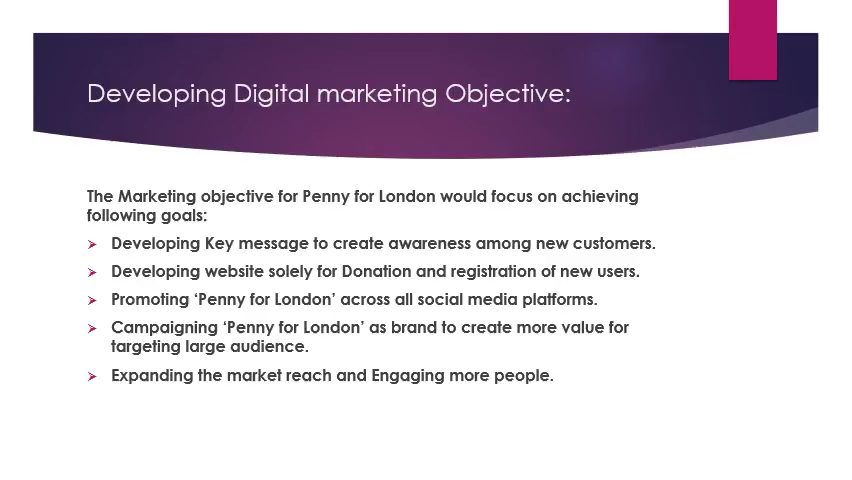 Developing Digital marketing Objective:
The Marketing objective for Penny for London would focus on achieving
following goals:
Developing Key message to create awareness among new customers.
Developing website solely for Donation and registration of new users.
Promoting ‘Penny for London’ across all social media platforms.
Campaigning ‘Penny for London’ as brand to create more value for
targeting large audience.
Expanding the market reach and Engaging more people.